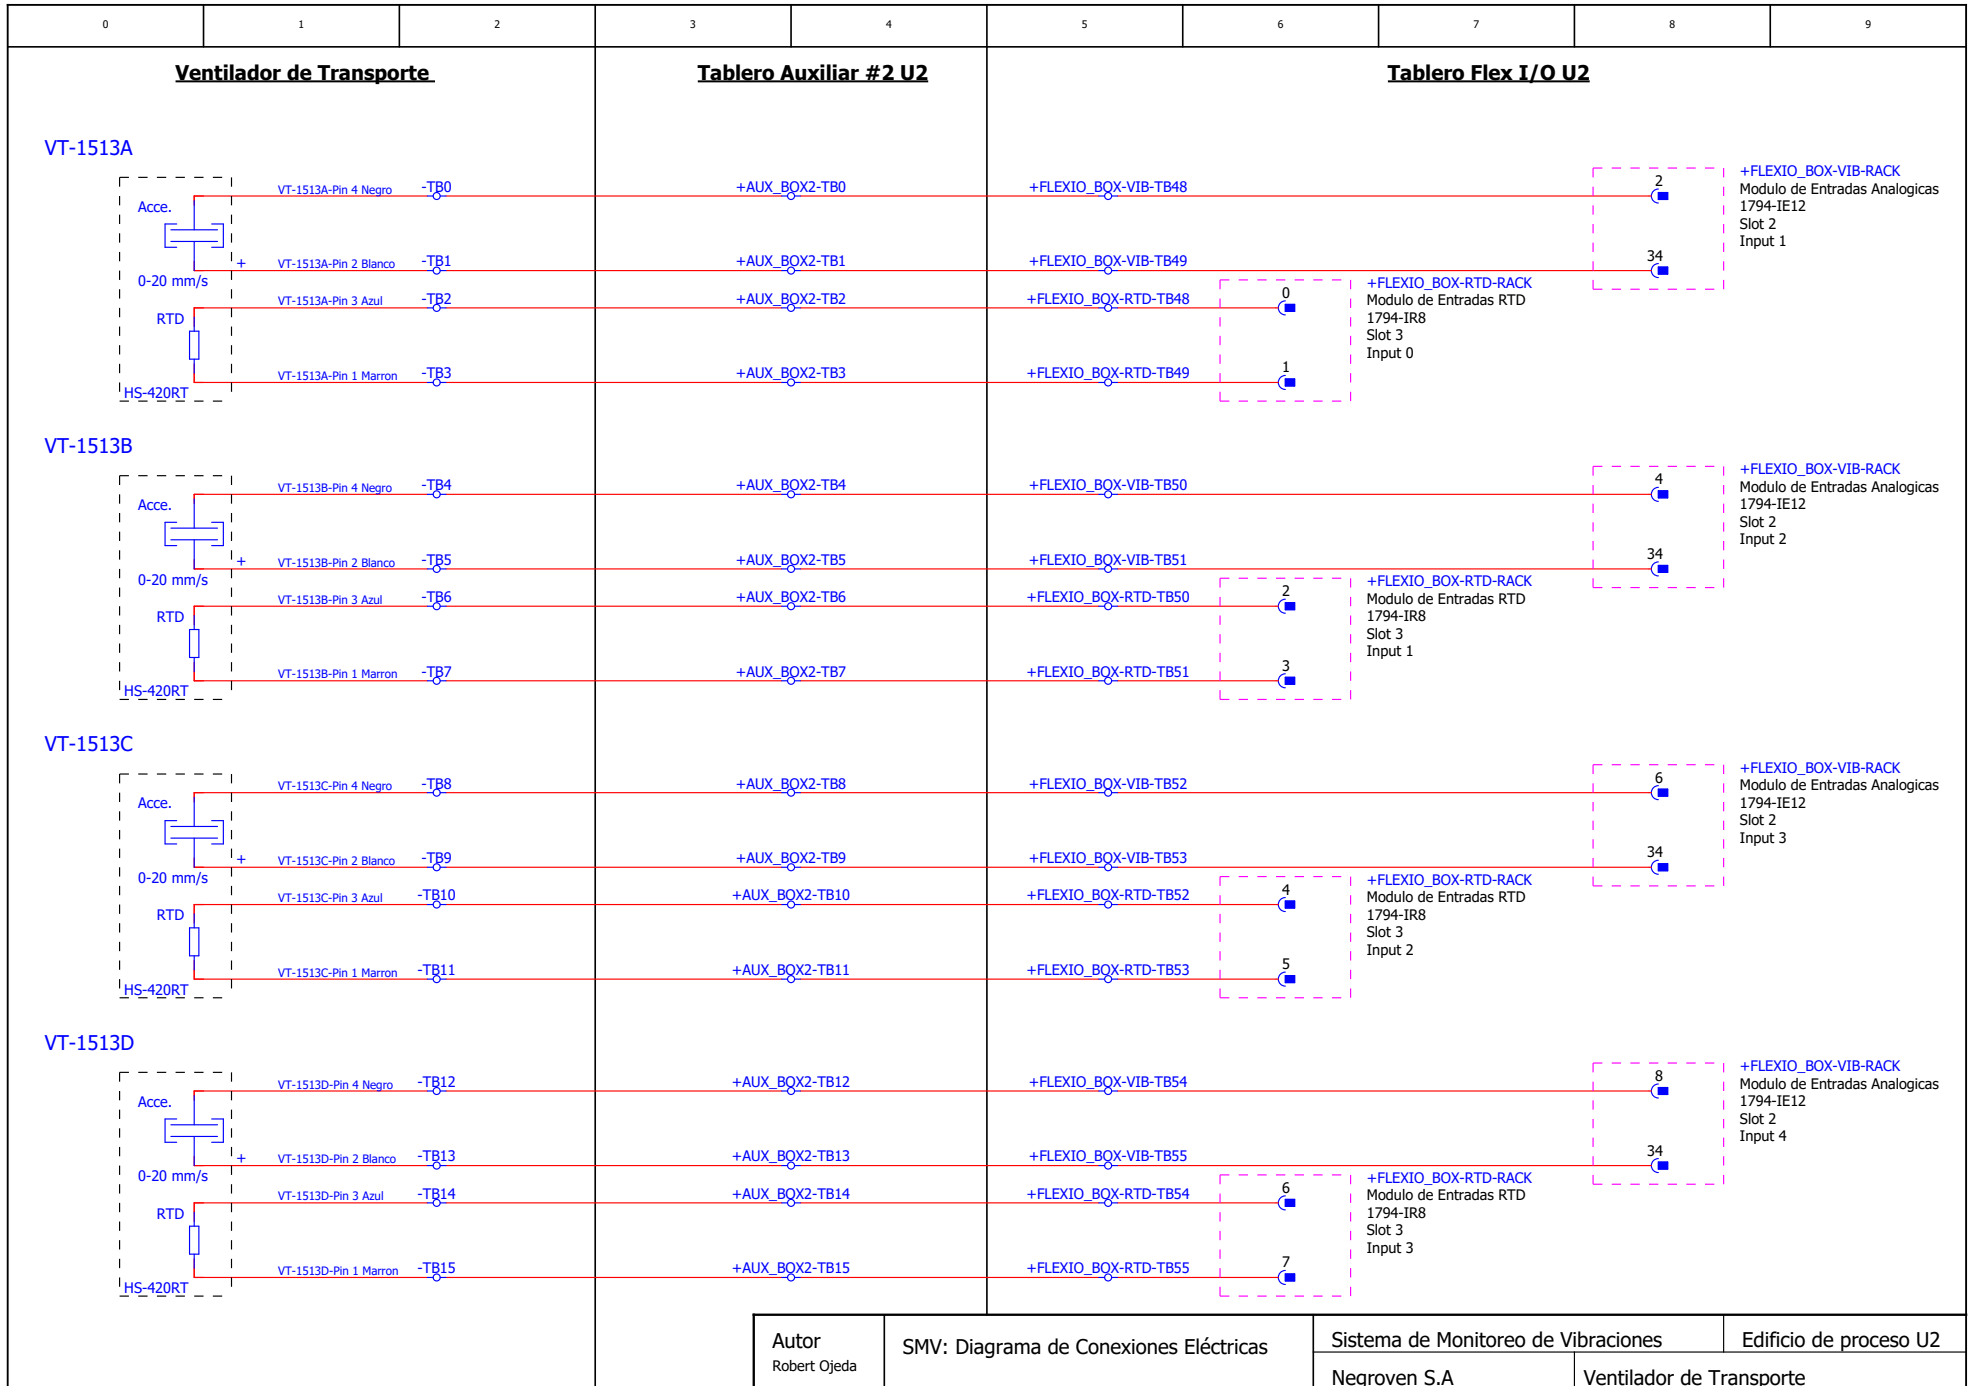 0 1 2 3 4 5 6 7 8 9
Ventilador de Transporte
Tablero Auxiliar #2 U2
Tablero Flex I/O U2
VT-1513A
VT-1513A-Pin 4 Negro -TB0 +AUX_BOX2-TB0 +FLEXIO_BOX-VIB-TB48 2
+FLEXIO_BOX-VIB-RACK
Modulo de Entradas Analogicas
1794-IE12
Slot 2
Input 1
Acce.
+ VT-1513A-Pin 2 Blanco -TB1 +AUX_BOX2-TB1 +FLEXIO_BOX-VIB-TB49 34
0-20 mm/s
VT-1513A-Pin 3 Azul -TB2 +AUX_BOX2-TB2 +FLEXIO_BOX-RTD-TB48 0
+FLEXIO_BOX-RTD-RACK
Modulo de Entradas RTD
1794-IR8
Slot 3
Input 0
RTD
VT-1513A-Pin 1 Marron -TB3 +AUX_BOX2-TB3 +FLEXIO_BOX-RTD-TB49 1
HS-420RT
VT-1513B
VT-1513B-Pin 4 Negro -TB4 +AUX_BOX2-TB4 +FLEXIO_BOX-VIB-TB50 4
+FLEXIO_BOX-VIB-RACK
Modulo de Entradas Analogicas
1794-IE12
Slot 2
Input 2
Acce.
+ VT-1513B-Pin 2 Blanco -TB5 +AUX_BOX2-TB5 +FLEXIO_BOX-VIB-TB51 34
0-20 mm/s
VT-1513B-Pin 3 Azul -TB6 +AUX_BOX2-TB6 +FLEXIO_BOX-RTD-TB50 2
+FLEXIO_BOX-RTD-RACK
Modulo de Entradas RTD
1794-IR8
Slot 3
Input 1
RTD
VT-1513B-Pin 1 Marron -TB7 +AUX_BOX2-TB7 +FLEXIO_BOX-RTD-TB51 3
HS-420RT
VT-1513C
VT-1513C-Pin 4 Negro -TB8 +AUX_BOX2-TB8 +FLEXIO_BOX-VIB-TB52 6
+FLEXIO_BOX-VIB-RACK
Modulo de Entradas Analogicas
1794-IE12
Slot 2
Input 3
Acce.
+ VT-1513C-Pin 2 Blanco -TB9 +AUX_BOX2-TB9 +FLEXIO_BOX-VIB-TB53 34
0-20 mm/s
VT-1513C-Pin 3 Azul -TB10 +AUX_BOX2-TB10 +FLEXIO_BOX-RTD-TB52 4
+FLEXIO_BOX-RTD-RACK
Modulo de Entradas RTD
1794-IR8
Slot 3
Input 2
RTD
VT-1513C-Pin 1 Marron -TB11 +AUX_BOX2-TB11 +FLEXIO_BOX-RTD-TB53 5
HS-420RT
VT-1513D
VT-1513D-Pin 4 Negro -TB12 +AUX_BOX2-TB12 +FLEXIO_BOX-VIB-TB54 8
+FLEXIO_BOX-VIB-RACK
Modulo de Entradas Analogicas
1794-IE12
Slot 2
Input 4
Acce.
+ VT-1513D-Pin 2 Blanco -TB13 +AUX_BOX2-TB13 +FLEXIO_BOX-VIB-TB55 34
0-20 mm/s
VT-1513D-Pin 3 Azul -TB14 +AUX_BOX2-TB14 +FLEXIO_BOX-RTD-TB54 6
+FLEXIO_BOX-RTD-RACK
Modulo de Entradas RTD
1794-IR8
Slot 3
Input 3
RTD
VT-1513D-Pin 1 Marron -TB15 +AUX_BOX2-TB15 +FLEXIO_BOX-RTD-TB55 7
HS-420RT
Autor
Robert Ojeda
SMV: Diagrama de Conexiones Eléctricas
Sistema de Monitoreo de Vibraciones
Edificio de proceso U2
Negroven S.A
Ventilador de Transporte